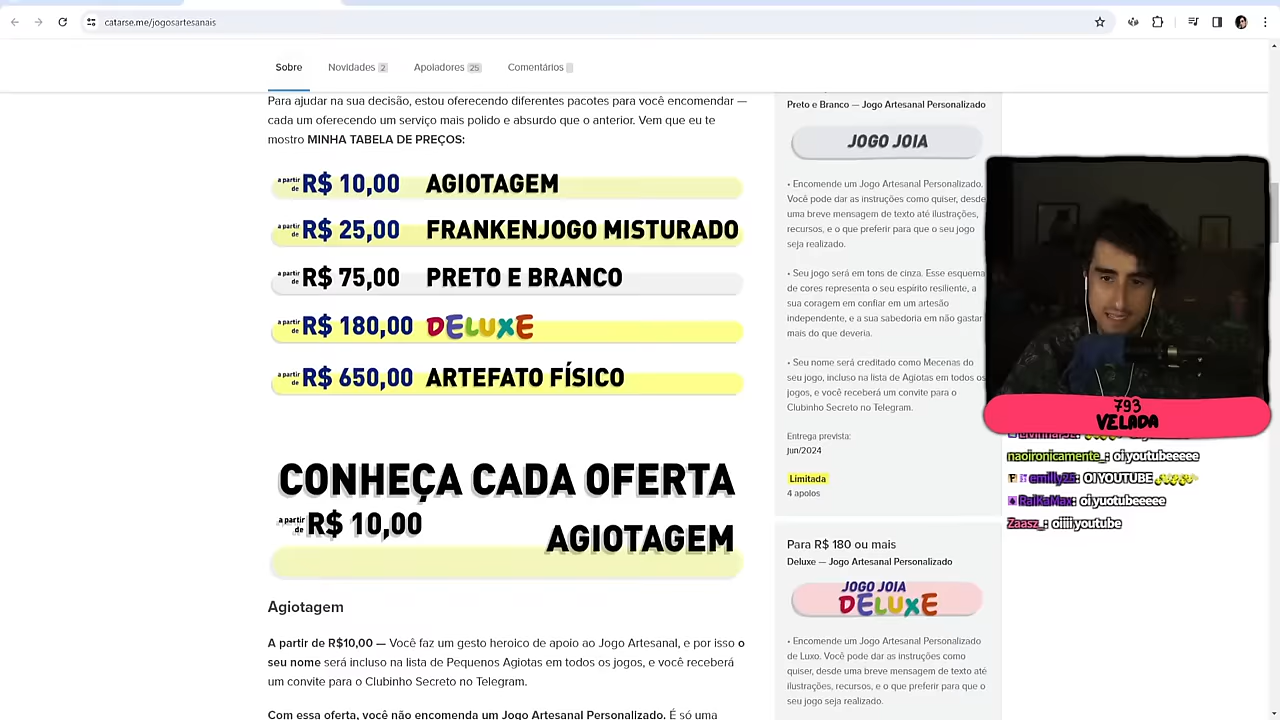 catarse.me/jogosartesanais
Sobre
Novidades 2
Apoiadores 25
Comentários
Para ajudar na sua decisão, estou oferecendo diferentes pacotes para você encomendar —
cada um oferecendo um serviço mais polido e absurdo que o anterior. Vem que eu te
mostro MINHA TABELA DE PREÇOS:
a partir de R$ 10,00 AGIOTAGEM
a partir de R$ 25,00 FRANKENJOGO MISTURADO
a partir de R$ 75,00 PRETO E BRANCO
a partir de R$ 180,00 DELUXE
a partir de R$ 650,00 ARTEFATO FÍSICO
CONHEÇA CADA OFERTA
a partir de R$ 10,00
AGIOTAGEM
Agiotagem
A partir de R$10,00 — Você faz um gesto heroico de apoio ao Jogo Artesanal, e por isso o
seu nome será incluso na lista de Pequenos Agiotas em todos os jogos, e você receberá
um convite para o Clubinho Secreto no Telegram.
Com essa oferta, você não encomenda um Jogo Artesanal Personalizado. É só uma
Preto e Branco — Jogo Artesanal Personalizado
JOGO JOIA
• Encomende um Jogo Artesanal Personalizado.
Você pode dar as instruções como quiser, desde
uma breve mensagem de texto até ilustrações,
recursos, e o que preferir para que o seu jogo
seja realizado.
• Seu jogo será em tons de cinza. Esse esquema
de cores representa o seu espírito resiliente, a
sua coragem em confiar em um artesão
independente, e a sua sabedoria em não gastar
mais do que deveria.
• Seu nome será creditado como Mecenas do
seu jogo, incluso na lista de Agiotas em todos os
jogos, e você receberá um convite para o
Clubinho Secreto no Telegram.
Entrega prevista:
jun/2024
Limitada
4 apoios
Para R$ 180 ou mais
Deluxe — Jogo Artesanal Personalizado
JOGO JOIA
DELUXE
• Encomende um Jogo Artesanal Personalizado
de Luxo. Você pode dar as instruções como
quiser, desde uma breve mensagem de texto até
ilustrações, recursos, e o que preferir para que o
seu jogo seja realizado.
793
VELADA
naoironicamente_: oiyoutubeeeee
emilly26: OI YOUTUBE
RaikaMax: oi yuotubeeeee
Zaasz_: oiiii youtube